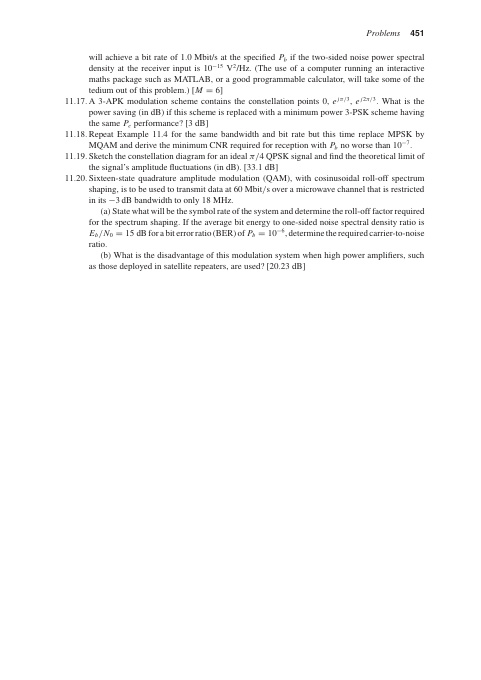 Problems 451
will achieve a bit rate of 1.0 Mbit/s at the specified P_b if the two-sided noise power spectral
density at the receiver input is 10⁻¹⁵ V²/Hz. (The use of a computer running an interactive
maths package such as MATLAB, or a good programmable calculator, will take some of the
tedium out of this problem.) [M = 6]
11.17. A 3-APK modulation scheme contains the constellation points 0, e^{jπ/3}, e^{j2π/3}. What is the
power saving (in dB) if this scheme is replaced with a minimum power 3-PSK scheme having
the same P_e performance? [3 dB]
11.18. Repeat Example 11.4 for the same bandwidth and bit rate but this time replace MPSK by
MQAM and derive the minimum CNR required for reception with P_b no worse than 10⁻⁷.
11.19. Sketch the constellation diagram for an ideal π/4 QPSK signal and find the theoretical limit of
the signal's amplitude fluctuations (in dB). [33.1 dB]
11.20. Sixteen-state quadrature amplitude modulation (QAM), with cosinusoidal roll-off spectrum
shaping, is to be used to transmit data at 60 Mbit/s over a microwave channel that is restricted
in its −3 dB bandwidth to only 18 MHz.
(a) State what will be the symbol rate of the system and determine the roll-off factor required
for the spectrum shaping. If the average bit energy to one-sided noise spectral density ratio is
E_b/N_0 = 15 dB for a bit error ratio (BER) of P_b = 10⁻⁶, determine the required carrier-to-noise
ratio.
(b) What is the disadvantage of this modulation system when high power amplifiers, such
as those deployed in satellite repeaters, are used? [20.23 dB]